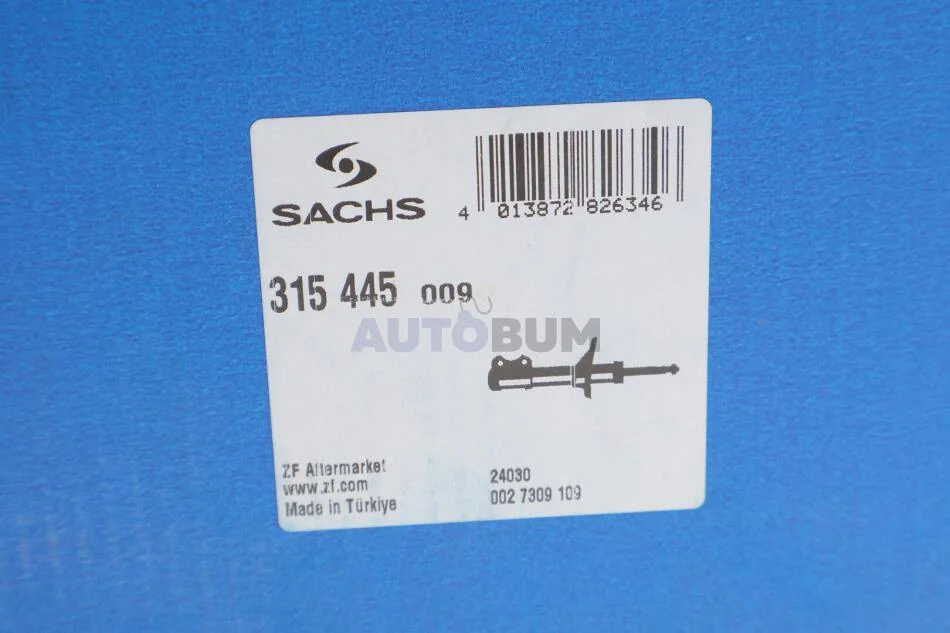 SACHS
4 013872 826346
315 445 009
AUTOBUM
ZF Aftermarket
www.zf.com
Made in Türkiye
24030
002 7309 109